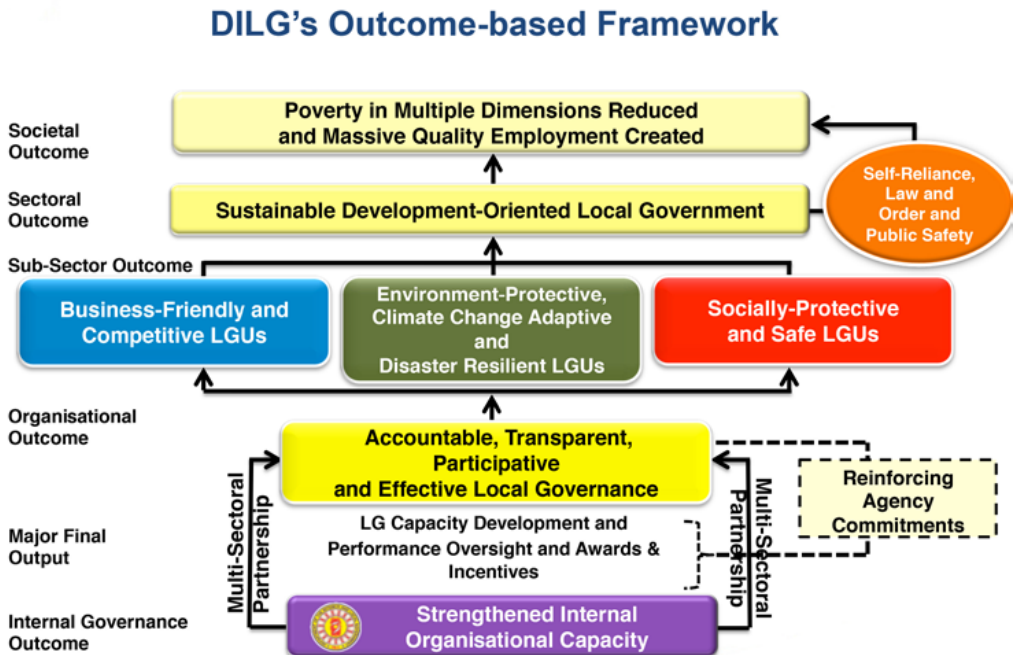 DILG's Outcome-based Framework
Societal
Outcome
Poverty in Multiple Dimensions Reduced
and Massive Quality Employment Created
Sectoral
Outcome
Sustainable Development-Oriented Local Government
Self-Reliance,
Law and
Order and
Public Safety
Sub-Sector Outcome
Business-Friendly and
Competitive LGUs
Environment-Protective,
Climate Change Adaptive
and
Disaster Resilient LGUs
Socially-Protective
and Safe LGUs
Organisational
Outcome
Accountable, Transparent,
Participative
and Effective Local Governance
Multi-Sectoral
Partnership
Multi-Sectoral
Partnership
Reinforcing
Agency
Commitments
Major Final
Output
LG Capacity Development and
Performance Oversight and Awards &
Incentives
Internal Governance
Outcome
Strengthened Internal
Organisational Capacity